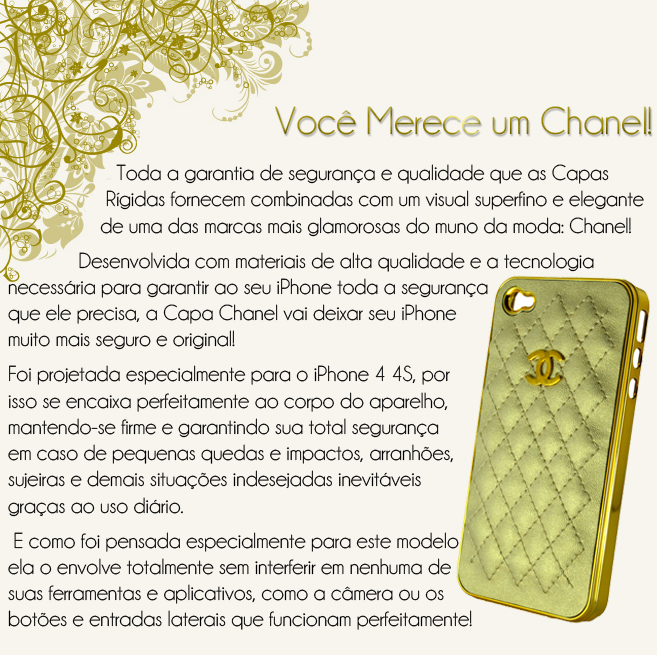 Você Merece um Chanel!
Toda a garantia de segurança e qualidade que as Capas
Rígidas fornecem combinadas com um visual superfino e elegante
de uma das marcas mais glamorosas do muno da moda: Chanel!
Desenvolvida com materiais de alta qualidade e a tecnologia
necessária para garantir ao seu iPhone toda a segurança
que ele precisa, a Capa Chanel vai deixar seu iPhone
muito mais seguro e original!
Foi projetada especialmente para o iPhone 4 4S, por
isso se encaixa perfeitamente ao corpo do aparelho,
mantendo-se firme e garantindo sua total segurança
em caso de pequenas quedas e impactos, arranhões,
sujeiras e demais situações indesejadas inevitáveis
graças ao uso diário.
E como foi pensada especialmente para este modelo
ela o envolve totalmente sem interferir em nenhuma de
suas ferramentas e aplicativos, como a câmera ou os
botões e entradas laterais que funcionam perfeitamente!